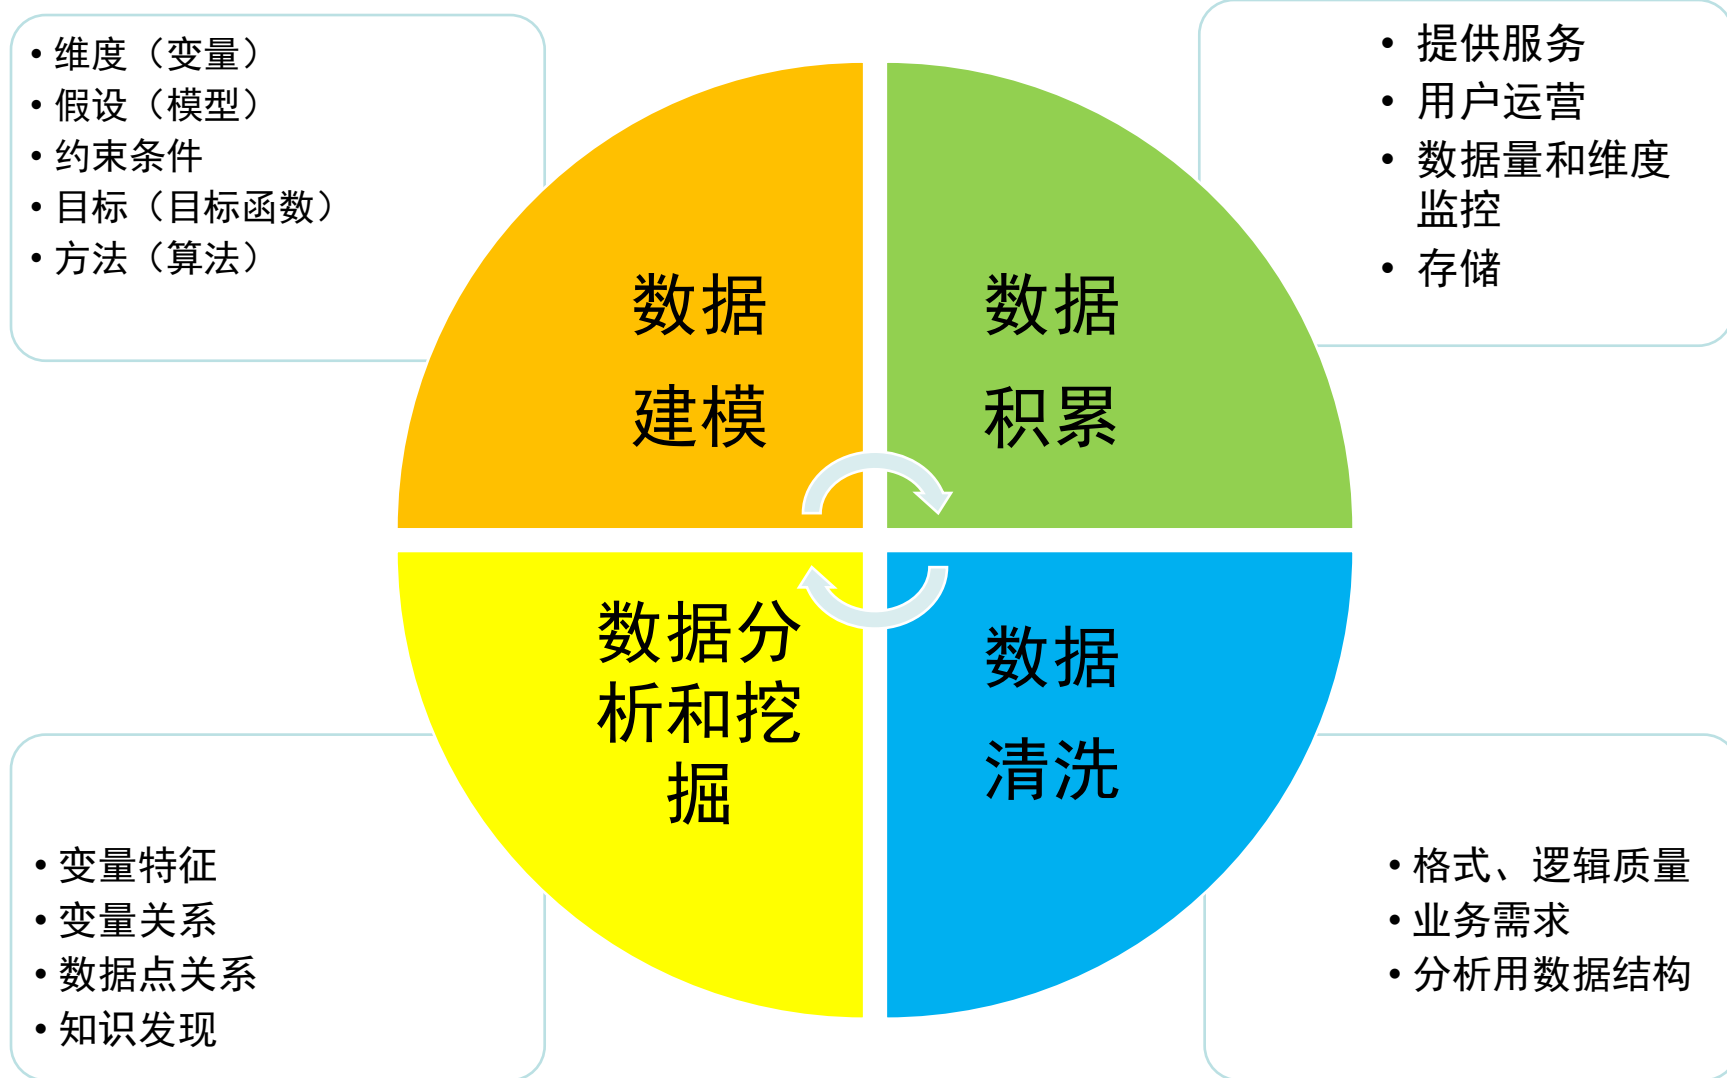 • 维度（变量）
• 假设（模型）
• 约束条件
• 目标（目标函数）
• 方法（算法）
• 提供服务
• 用户运营
• 数据量和维度
监控
• 存储
数据
建模
数据
积累
数据分
析和挖
掘
数据
清洗
• 变量特征
• 变量关系
• 数据点关系
• 知识发现
• 格式、逻辑质量
• 业务需求
• 分析用数据结构